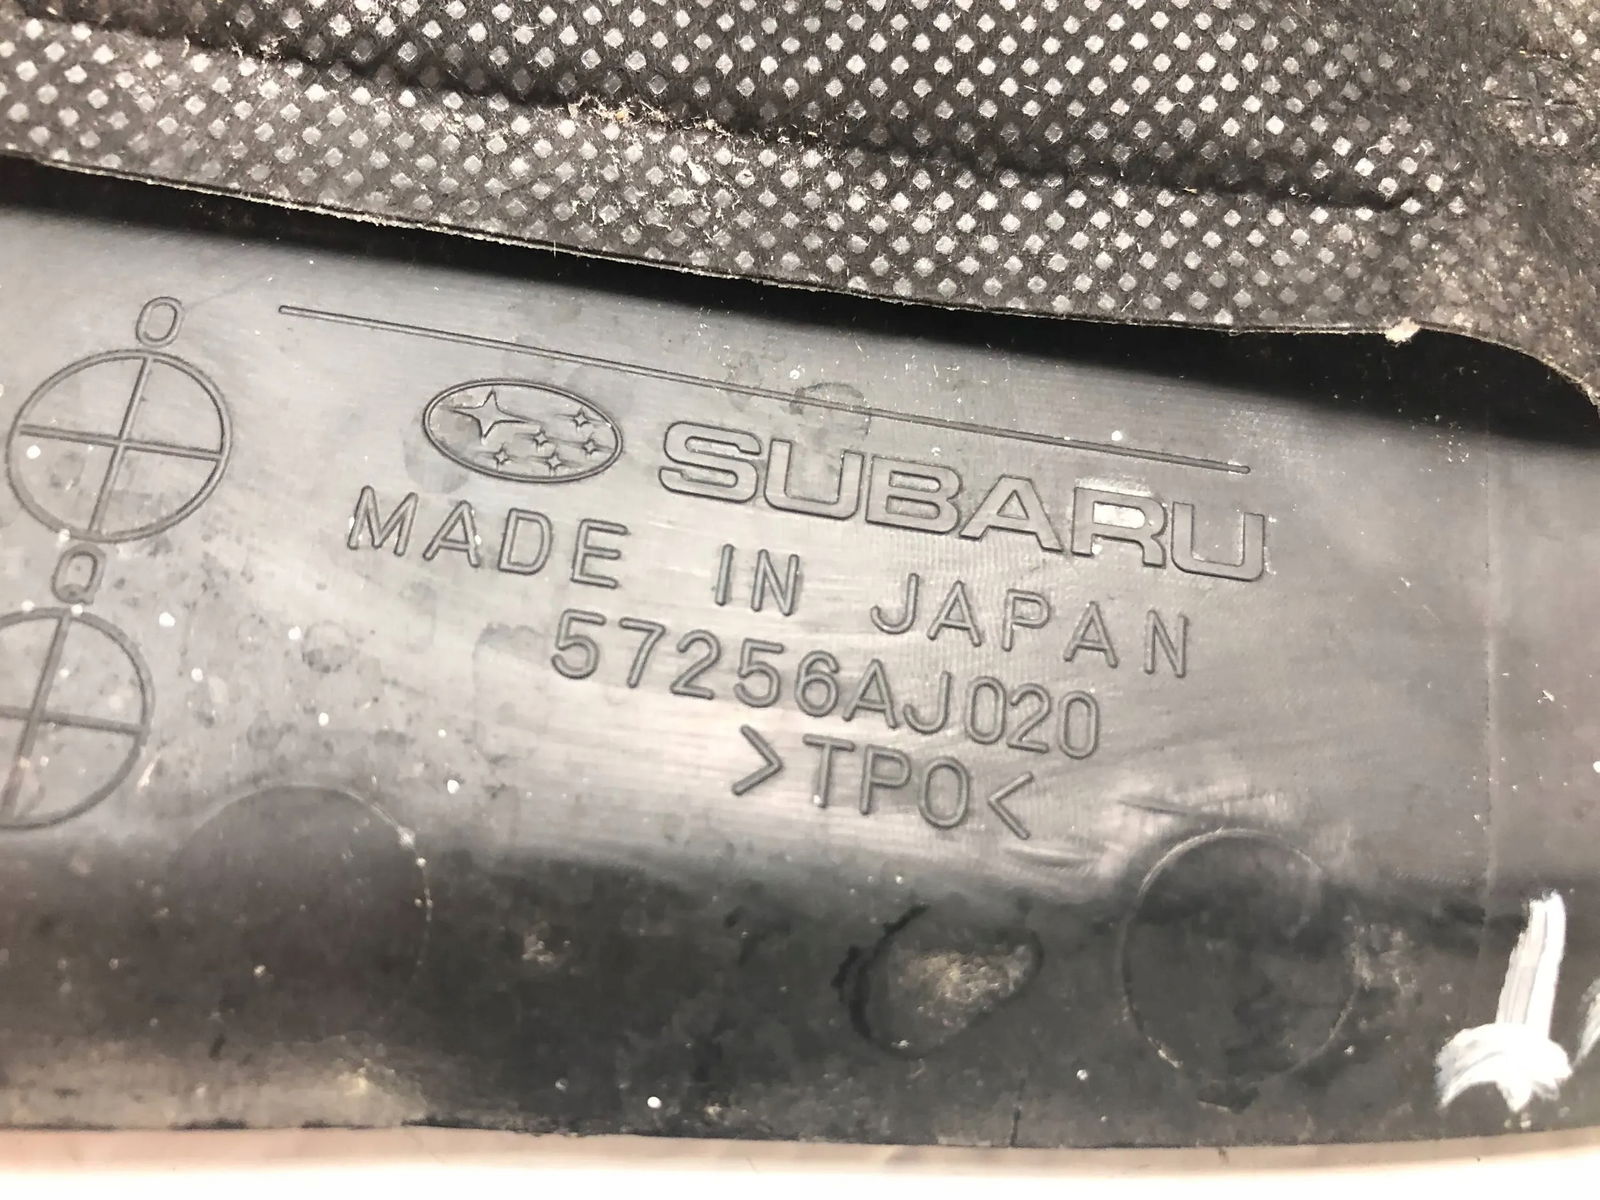 O
SUBARU
MADE IN JAPAN
Q
57256AJ020
>TPO<